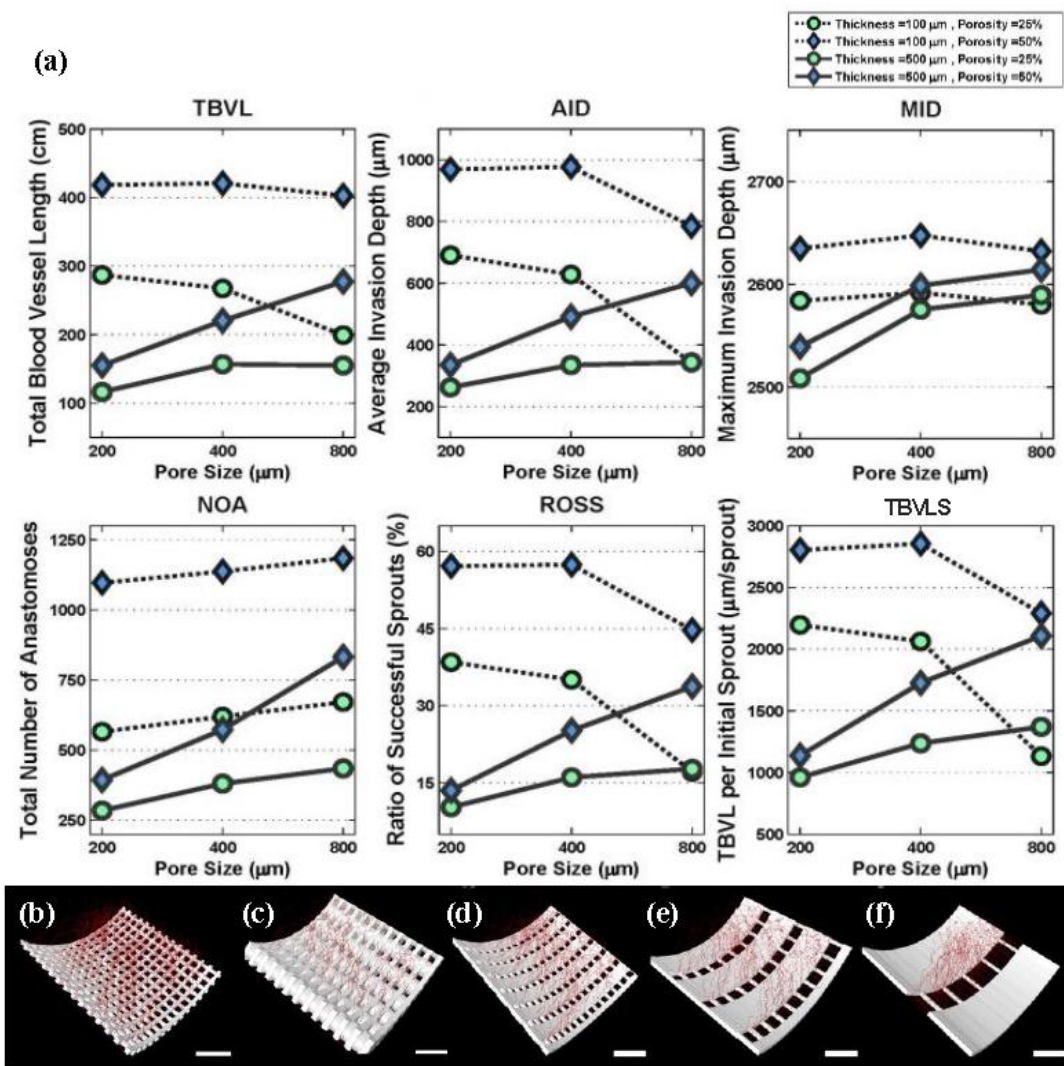 Thickness =100 µm , Porosity =25%
Thickness =100 µm , Porosity =50%
Thickness =500 µm , Porosity =25%
Thickness =500 µm , Porosity =50%
(a)
TBVL
AID
MID
Total Blood Vessel Length (cm)
500
400
300
200
100
200
400
800
Pore Size (µm)
Average Invasion Depth (µm)
1000
800
600
400
200
200
400
800
Pore Size (µm)
Maximum Invasion Depth (µm)
2700
2600
2500
200
400
800
Pore Size (µm)
NOA
ROSS
TBVLS
Total Number of Anastomoses
1250
1000
750
500
250
200
400
800
Pore Size (µm)
Ratio of Successful Sprouts (%)
60
45
30
15
200
400
800
Pore Size (µm)
TBVL per Initial Sprout (µm/sprout)
3000
2500
2000
1500
1000
500
200
400
800
Pore Size (µm)
(b)
(c)
(d)
(e)
(f)